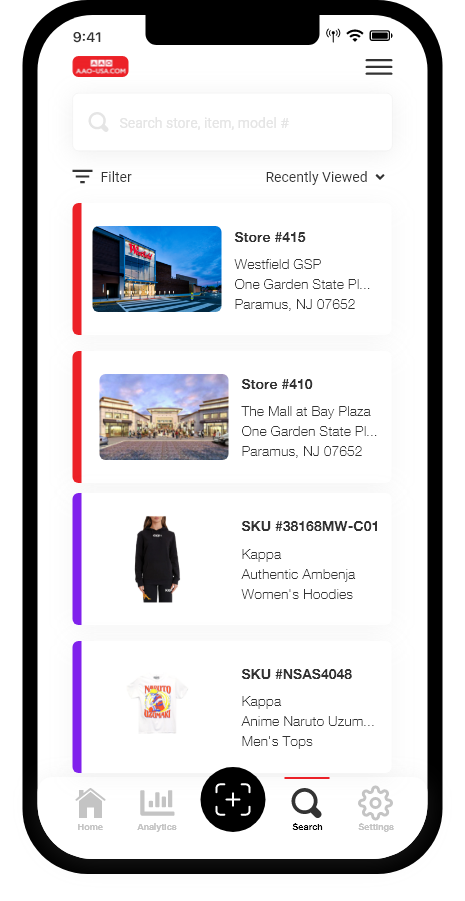 9:41
AAO
AAO-USA.COM
Search store, item, model #
Filter
Recently Viewed
Westfield
Store #415
Westfield GSP
One Garden State Pl...
Paramus, NJ 07652
Store #410
The Mall at Bay Plaza
One Garden State Pl...
Paramus, NJ 07652
SKU #38168MW-C01
Kappa
Authentic Ambenja
Women's Hoodies
NARUTO
UZUMAKI
SKU #NSAS4048
Kappa
Anime Naruto Uzum...
Men's Tops
Home
Analytics
Search
Settings